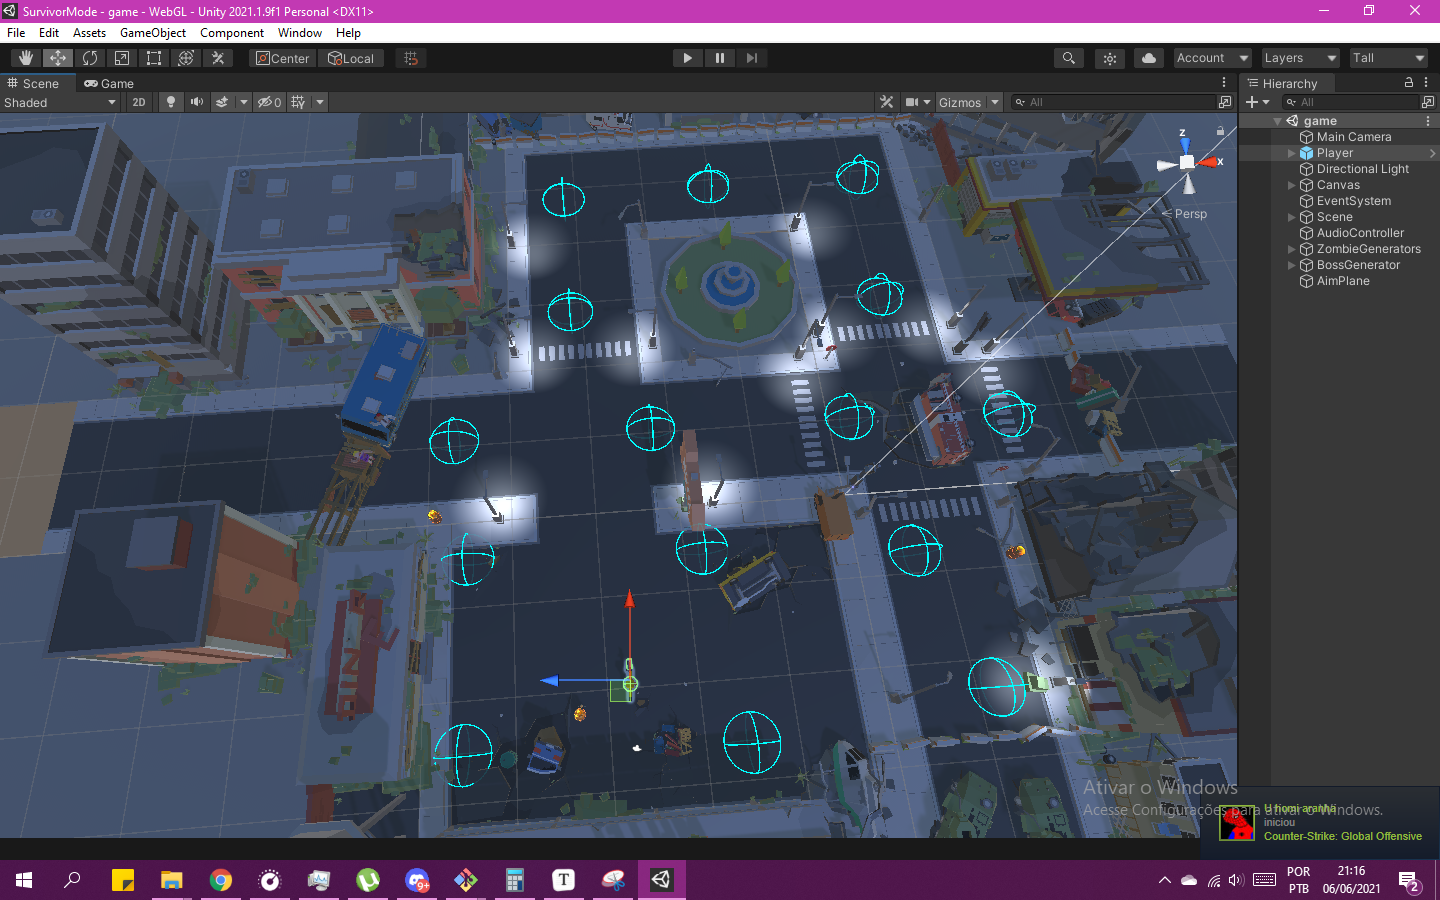 SurvivorMode - game - WebGL - Unity 2021.1.9f1 Personal <DX11>
File Edit Assets GameObject Component Window Help
Center Local Account Layers Tall
Scene Game Hierarchy
Shaded 2D 0 Gizmos All All
game
Main Camera
Player
Directional Light
Canvas
EventSystem
Scene
AudioController
ZombieGenerators
BossGenerator
AimPlane
z
x
Persp
Ativar o Windows
Acesse Configurações para ativar o Windows.
U homi aranha
iniciou
Counter-Strike: Global Offensive
9+ T
POR
PTB
21:16
06/06/2021
2